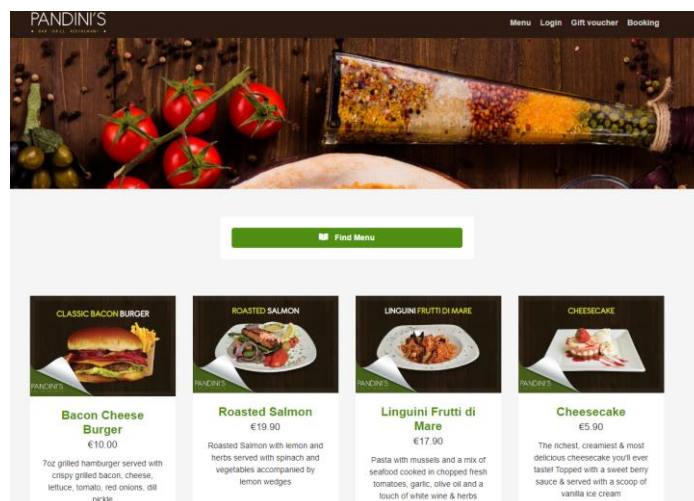 PANDINI'S
BAR GRILL RESTAURANT
Menu Login Gift voucher Booking
Find Menu
CLASSIC BACON BURGER
PANDINI'S
Bacon Cheese
Burger
€10.00
7oz grilled hamburger served with
crispy grilled bacon, cheese,
lettuce, tomato, red onions, dill
pickle
ROASTED SALMON
PANDINI'S
Roasted Salmon
€19.90
Roasted Salmon with lemon and
herbs served with spinach and
vegetables accompanied by
lemon wedges
LINGUINI FRUTTI DI MARE
PANDINI'S
Linguini Frutti di
Mare
€17.90
Pasta with mussels and a mix of
seafood cooked in chopped fresh
tomatoes, garlic, olive oil and a
touch of white wine & herbs
CHEESECAKE
PANDINI'S
Cheesecake
€5.90
The richest, creamiest & most
delicious cheesecake you'll ever
taste! Topped with a sweet berry
sauce & served with a scoop of
vanilla ice cream